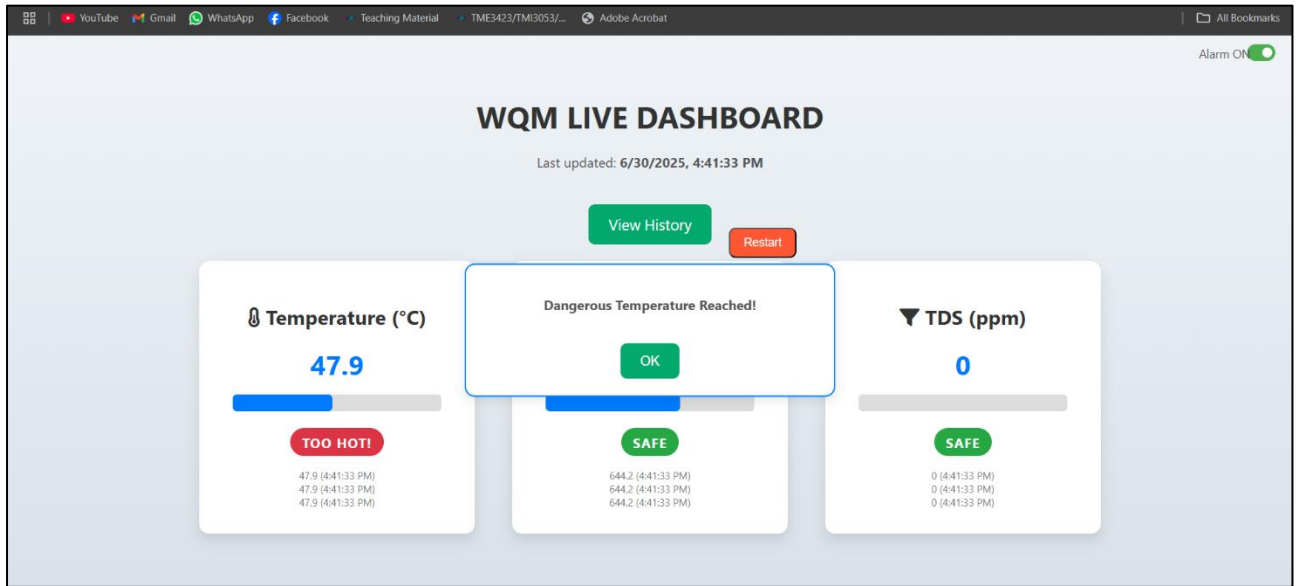 YouTube Gmail WhatsApp Facebook Teaching Material TME3423/TMI3053/... Adobe Acrobat All Bookmarks
Alarm ON
WQM LIVE DASHBOARD
Last updated: 6/30/2025, 4:41:33 PM
View History
Restart
Dangerous Temperature Reached!
OK
Temperature (°C)
47.9
TOO HOT!
47.9 (4:41:33 PM)
47.9 (4:41:33 PM)
47.9 (4:41:33 PM)
SAFE
644.2 (4:41:33 PM)
644.2 (4:41:33 PM)
644.2 (4:41:33 PM)
TDS (ppm)
0
SAFE
0 (4:41:33 PM)
0 (4:41:33 PM)
0 (4:41:33 PM)